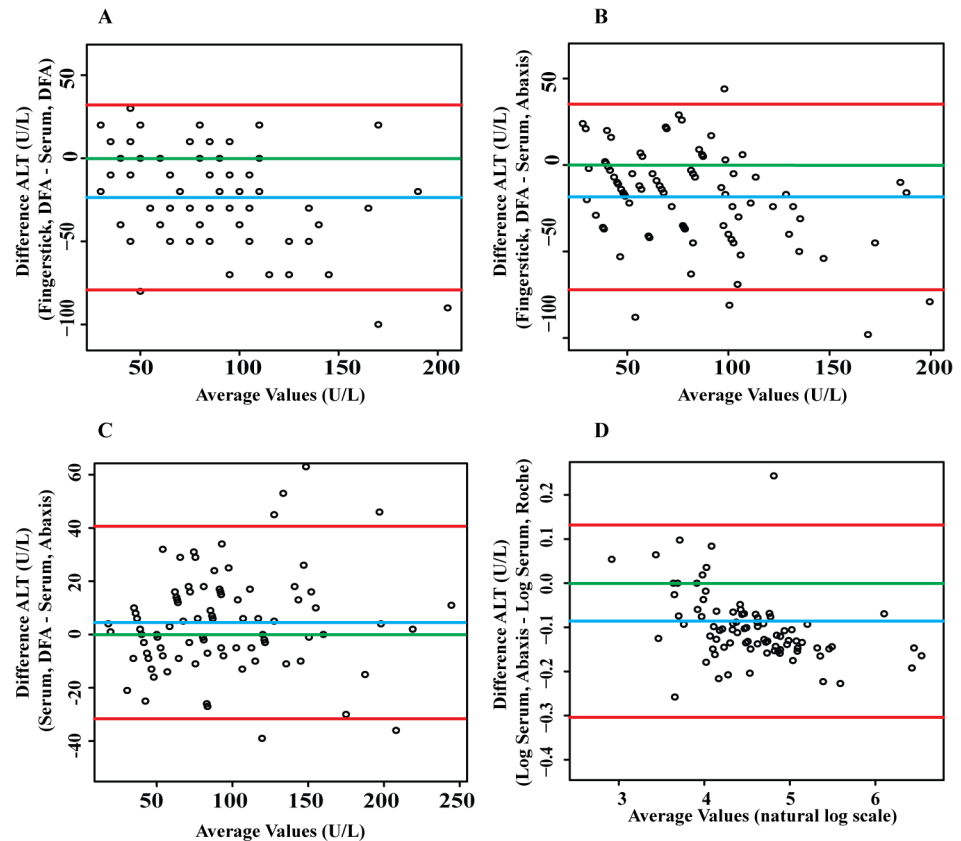 A
Difference ALT (U/L)
(Fingerstick, DFA - Serum, DFA)
50
0
−50
−100
50
100
150
200
Average Values (U/L)
B
Difference ALT (U/L)
(Fingerstick, DFA - Serum, Abaxis)
50
0
−50
−100
50
100
150
200
Average Values (U/L)
C
Difference ALT (U/L)
(Serum, DFA - Serum, Abaxis)
60
40
20
0
−20
−40
50
100
150
200
250
Average Values (U/L)
D
Difference ALT (U/L)
(Log Serum, Abaxis - Log Serum, Roche)
0.2
0.1
0.0
−0.1
−0.2
−0.3
−0.4
3
4
5
6
Average Values (natural log scale)